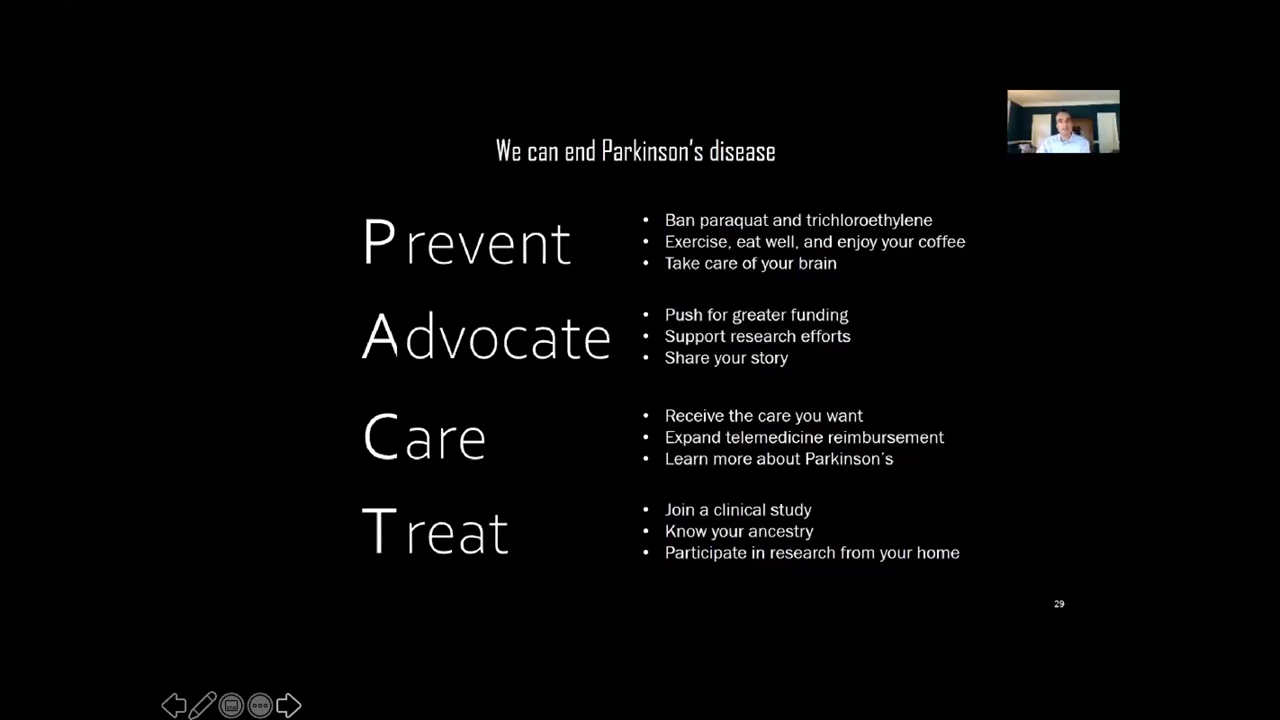 We can end Parkinson's disease
Prevent
• Ban paraquat and trichloroethylene
• Exercise, eat well, and enjoy your coffee
• Take care of your brain
Advocate
• Push for greater funding
• Support research efforts
• Share your story
Care
• Receive the care you want
• Expand telemedicine reimbursement
• Learn more about Parkinson's
Treat
• Join a clinical study
• Know your ancestry
• Participate in research from your home
29